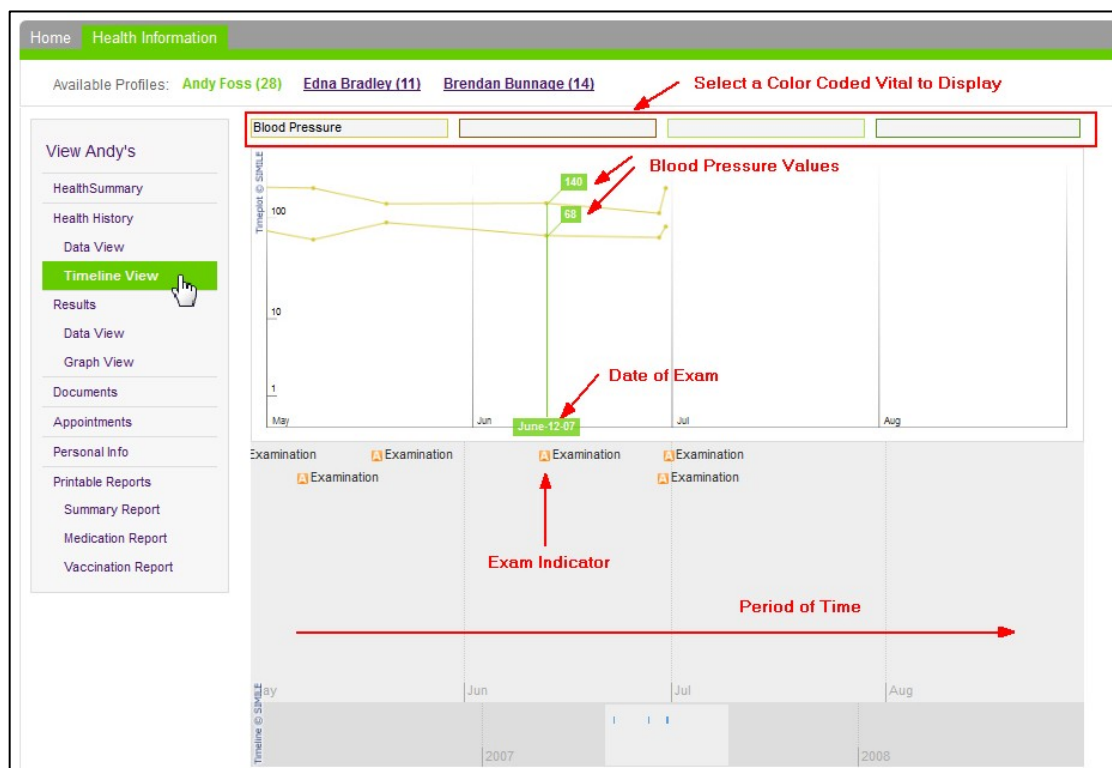 Home Health Information
Available Profiles: Andy Foss (28) Edna Bradley (11) Brendan Bunnage (14)
Select a Color Coded Vital to Display
View Andy's
HealthSummary
Health History
Data View
Timeline View
Results
Data View
Graph View
Documents
Appointments
Personal Info
Printable Reports
Summary Report
Medication Report
Vaccination Report
Blood Pressure
Timeplot © SIMILE
Blood Pressure Values
140
68
100
10
1
Date of Exam
May Jun June-12-07 Jul Aug
Examination A Examination A Examination A Examination
A Examination A Examination
Exam Indicator
Period of Time
ay Jun Jul Aug
Timeline © SIMILE
2007 2008